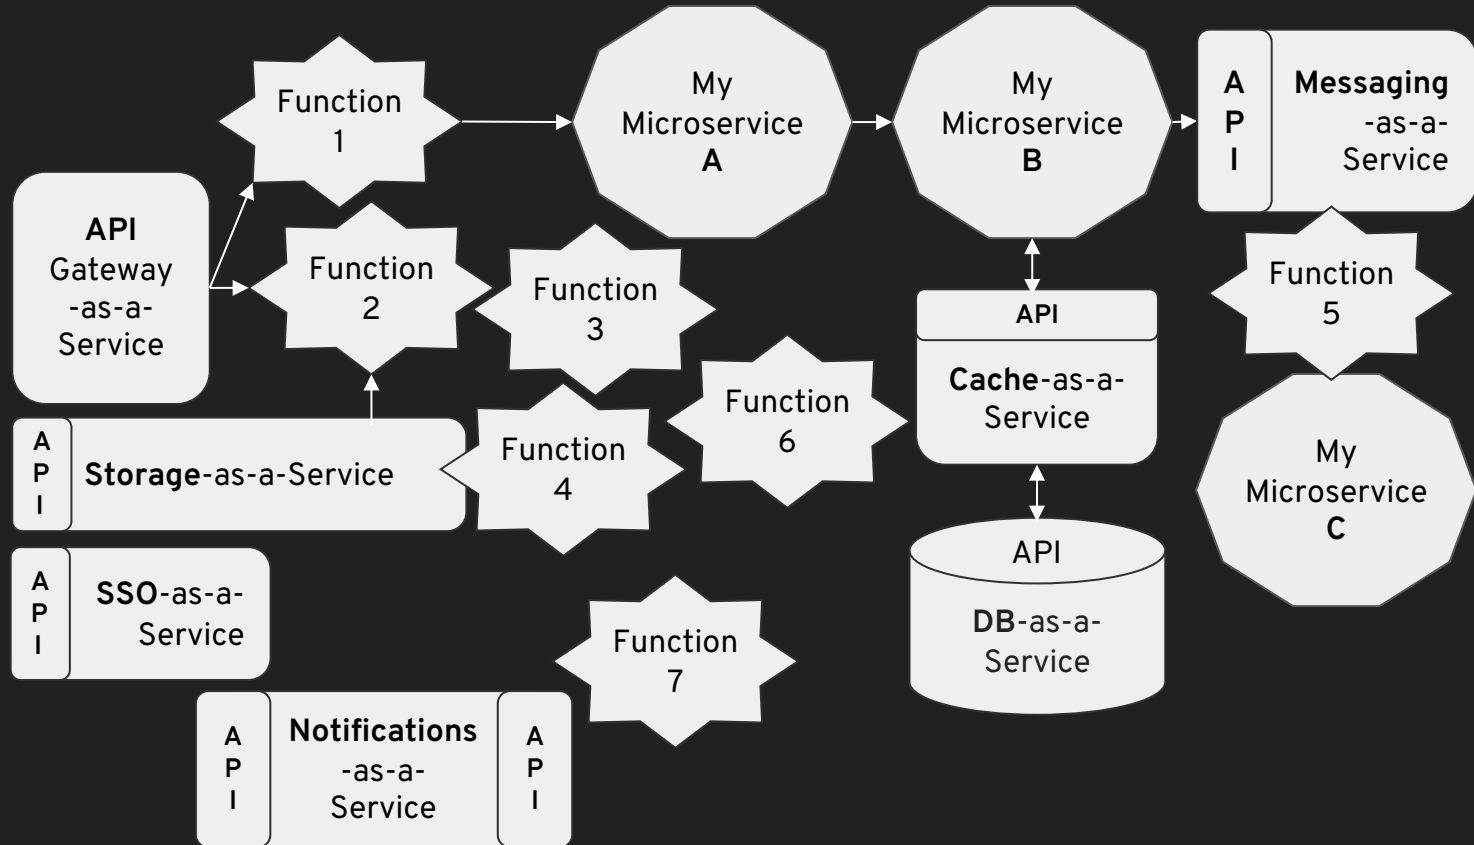 Function
1
My
Microservice
A
My
Microservice
B
A
P
I
Messaging
-as-a-
Service
API
Gateway
-as-a-
Service
Function
2
Function
3
API
Cache-as-a-
Service
Function
5
A
P
I
Storage-as-a-Service
Function
4
Function
6
My
Microservice
C
A
P
I
SSO-as-a-
Service
API
DB-as-a-
Service
Function
7
A
P
I
Notifications
-as-a-
Service
A
P
I